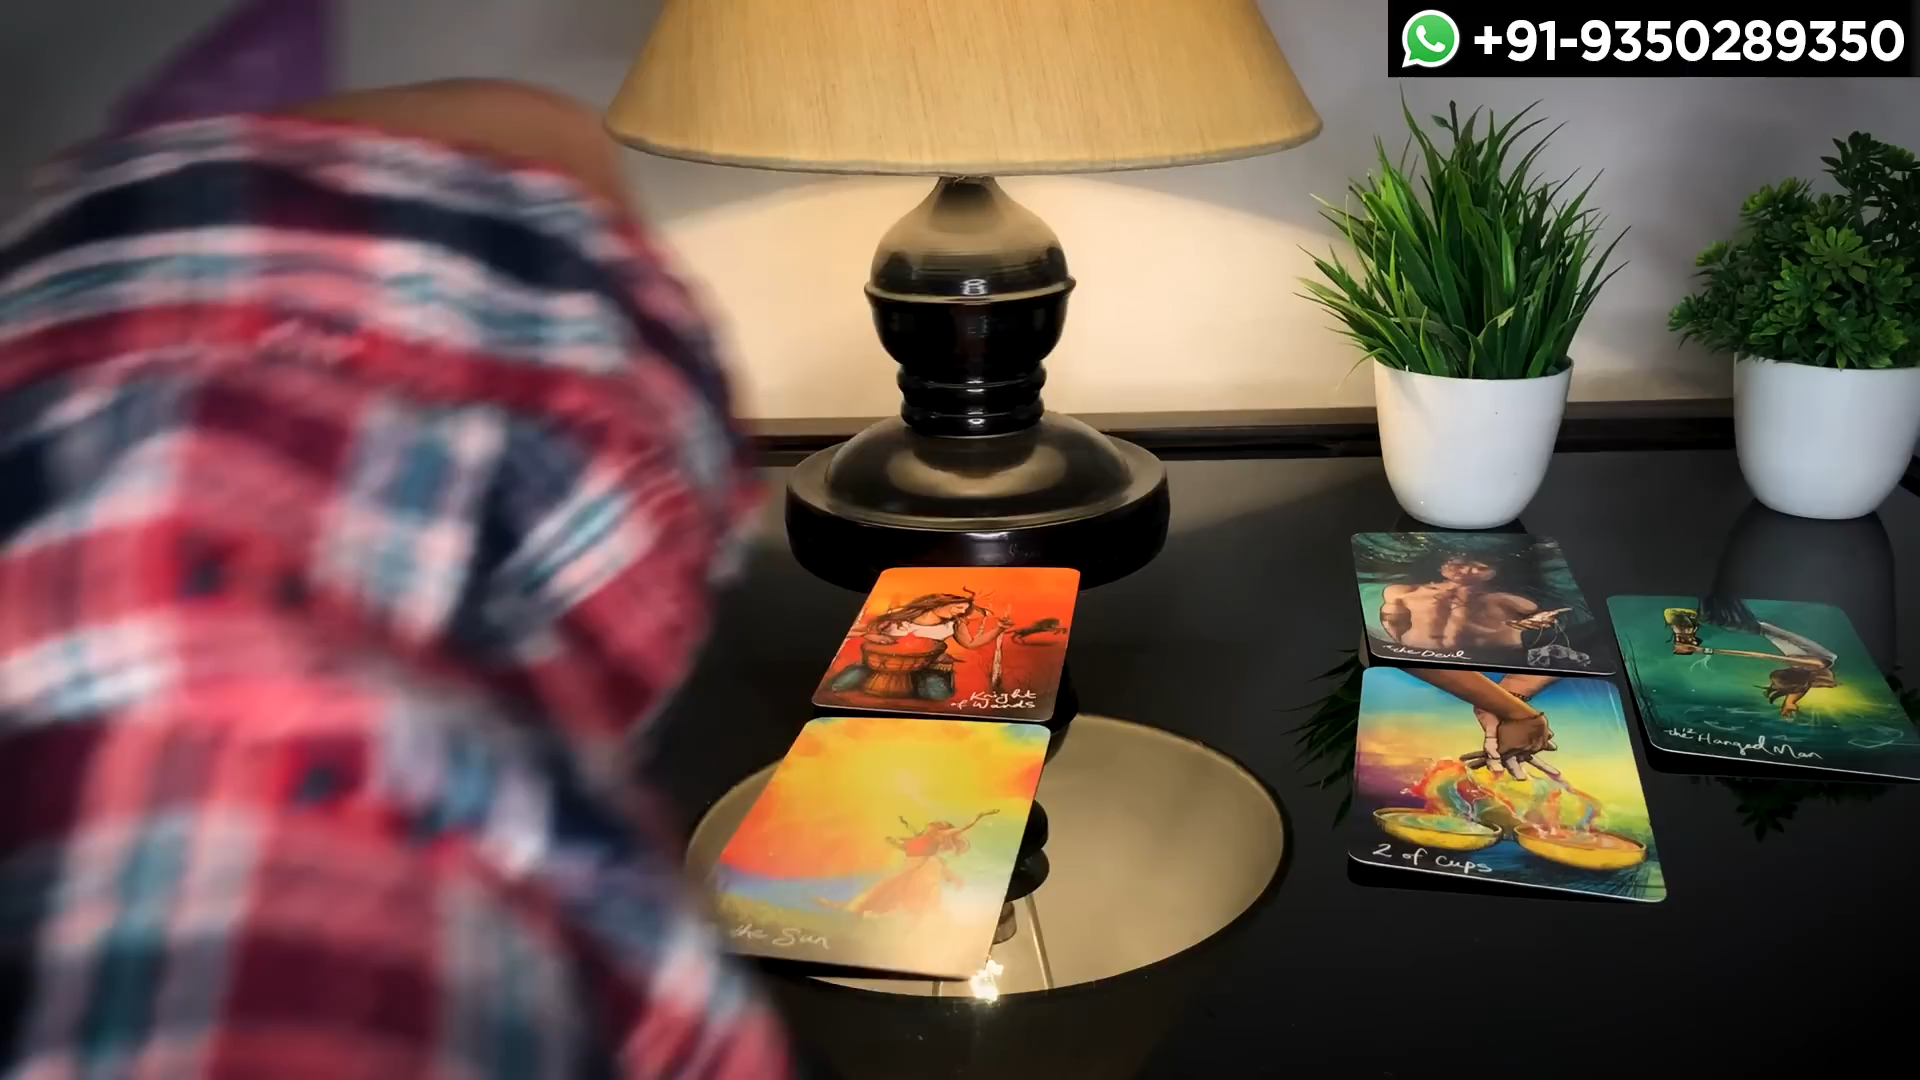 +91-9350289350
Knight
of Wands
the Sun
the Devil
2 of Cups
the Hanged Man